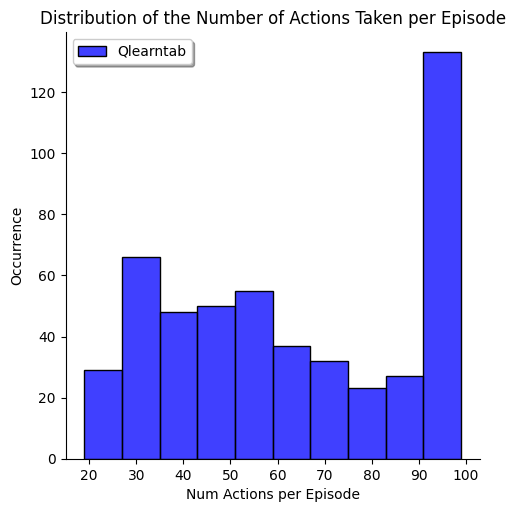 Distribution of the Number of Actions Taken per Episode
Qlearntab
120
100
80
60
40
20
0
Occurrence
20 30 40 50 60 70 80 90 100
Num Actions per Episode